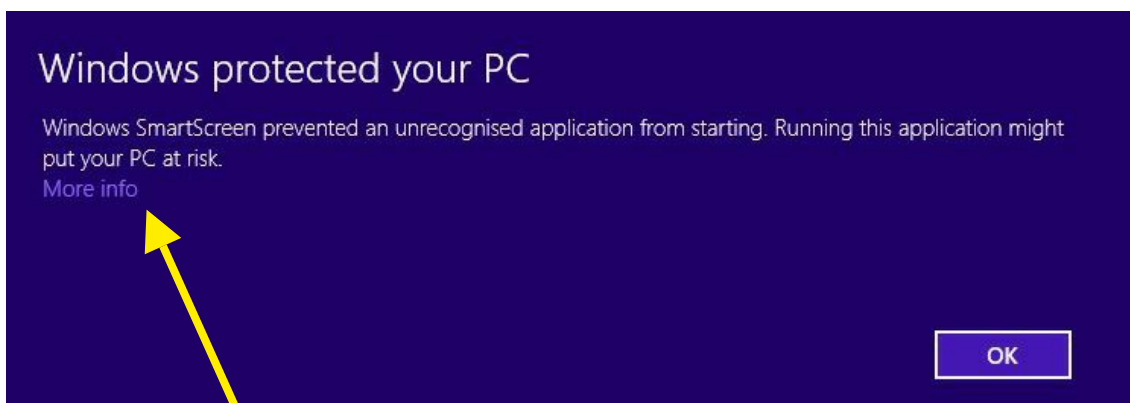 Windows protected your PC
Windows SmartScreen prevented an unrecognised application from starting. Running this application might
put your PC at risk.
More info
OK